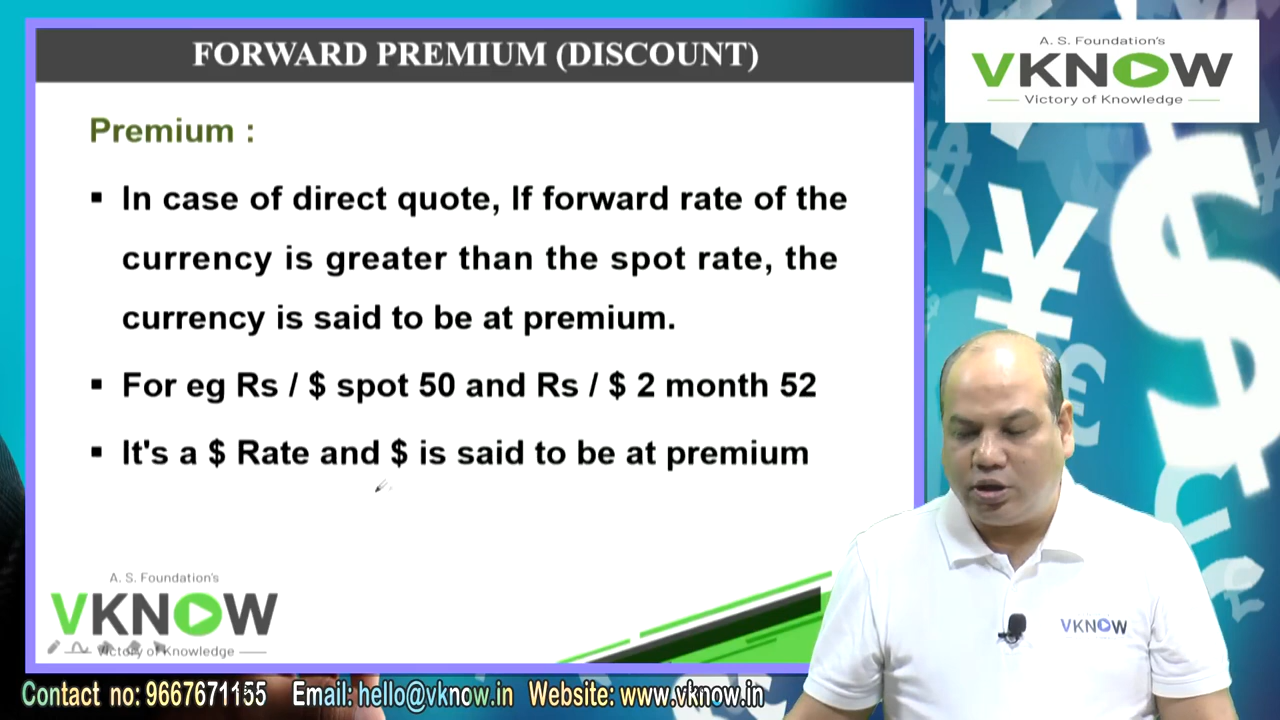 FORWARD PREMIUM (DISCOUNT)
Premium :
▪ In case of direct quote, If forward rate of the
currency is greater than the spot rate, the
currency is said to be at premium.
▪ For eg Rs / $ spot 50 and Rs / $ 2 month 52
▪ It's a $ Rate and $ is said to be at premium
A. S. Foundation's
VKNOW
Victory of Knowledge
A. S. Foundation's
VKNOW
Victory of Knowledge
VKNOW
Contact no: 9667671155 Email: hello@vknow.in Website: www.vknow.in